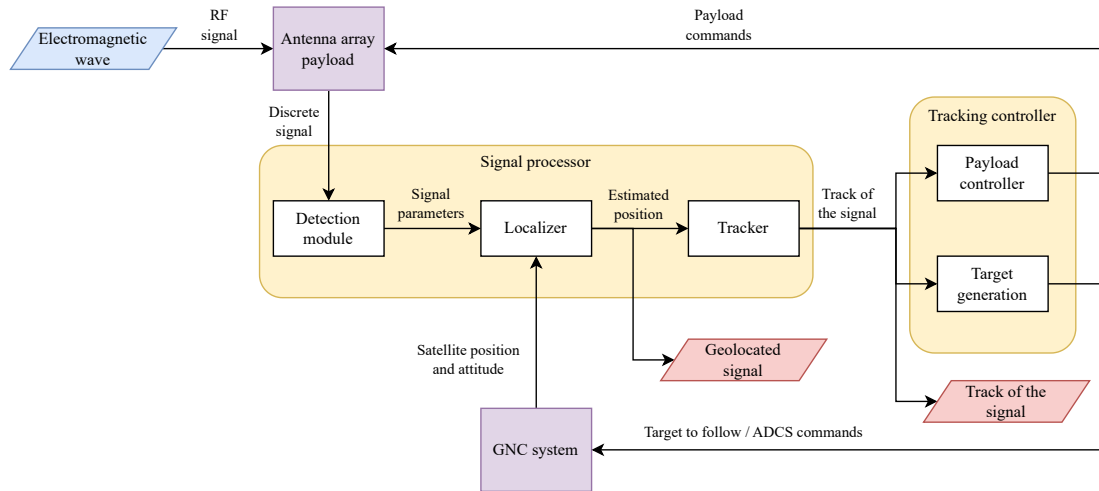 RF
signal
Payload
commands
Electromagnetic
wave
Antenna array
payload
Discrete
signal
Tracking controller
Signal processor
Payload
controller
Signal
parameters
Estimated
position
Track of
the signal
Detection
module
Localizer
Tracker
Target
generation
Satellite position
and attitude
Geolocated
signal
Track of the
signal
Target to follow / ADCS commands
GNC system